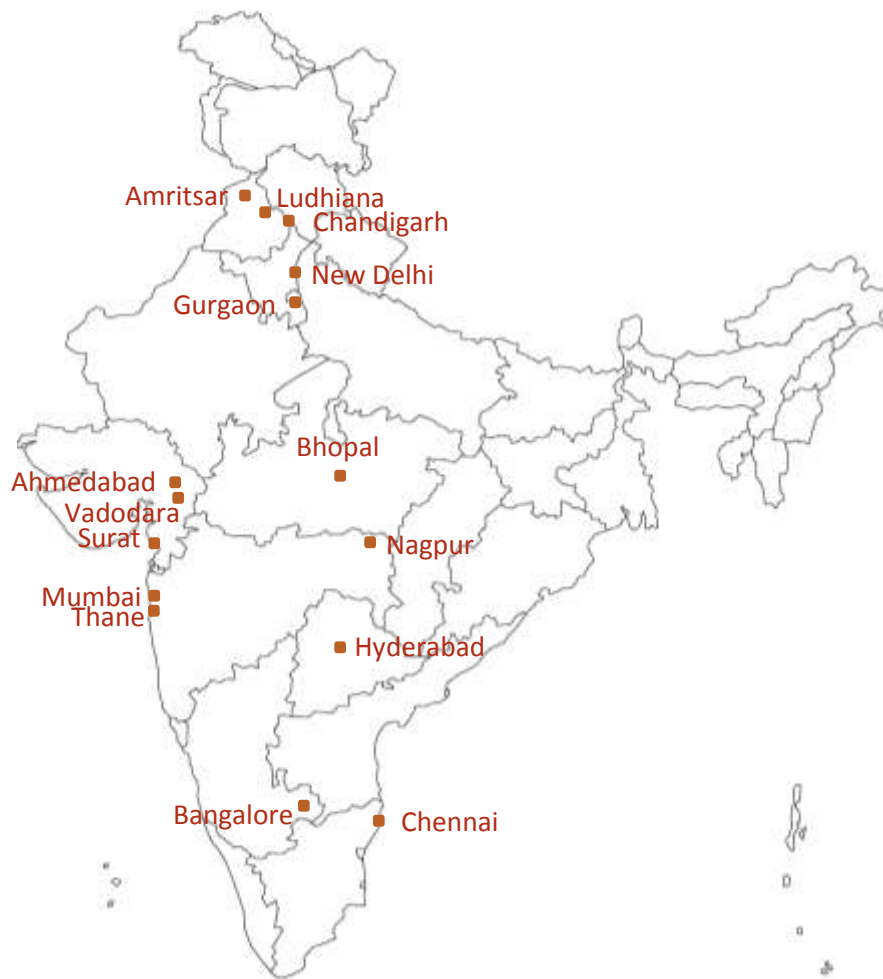 Amritsar
Ludhiana
Chandigarh
New Delhi
Gurgaon
Bhopal
Ahmedabad
Vadodara
Surat
Nagpur
Mumbai
Thane
Hyderabad
Bangalore
Chennai